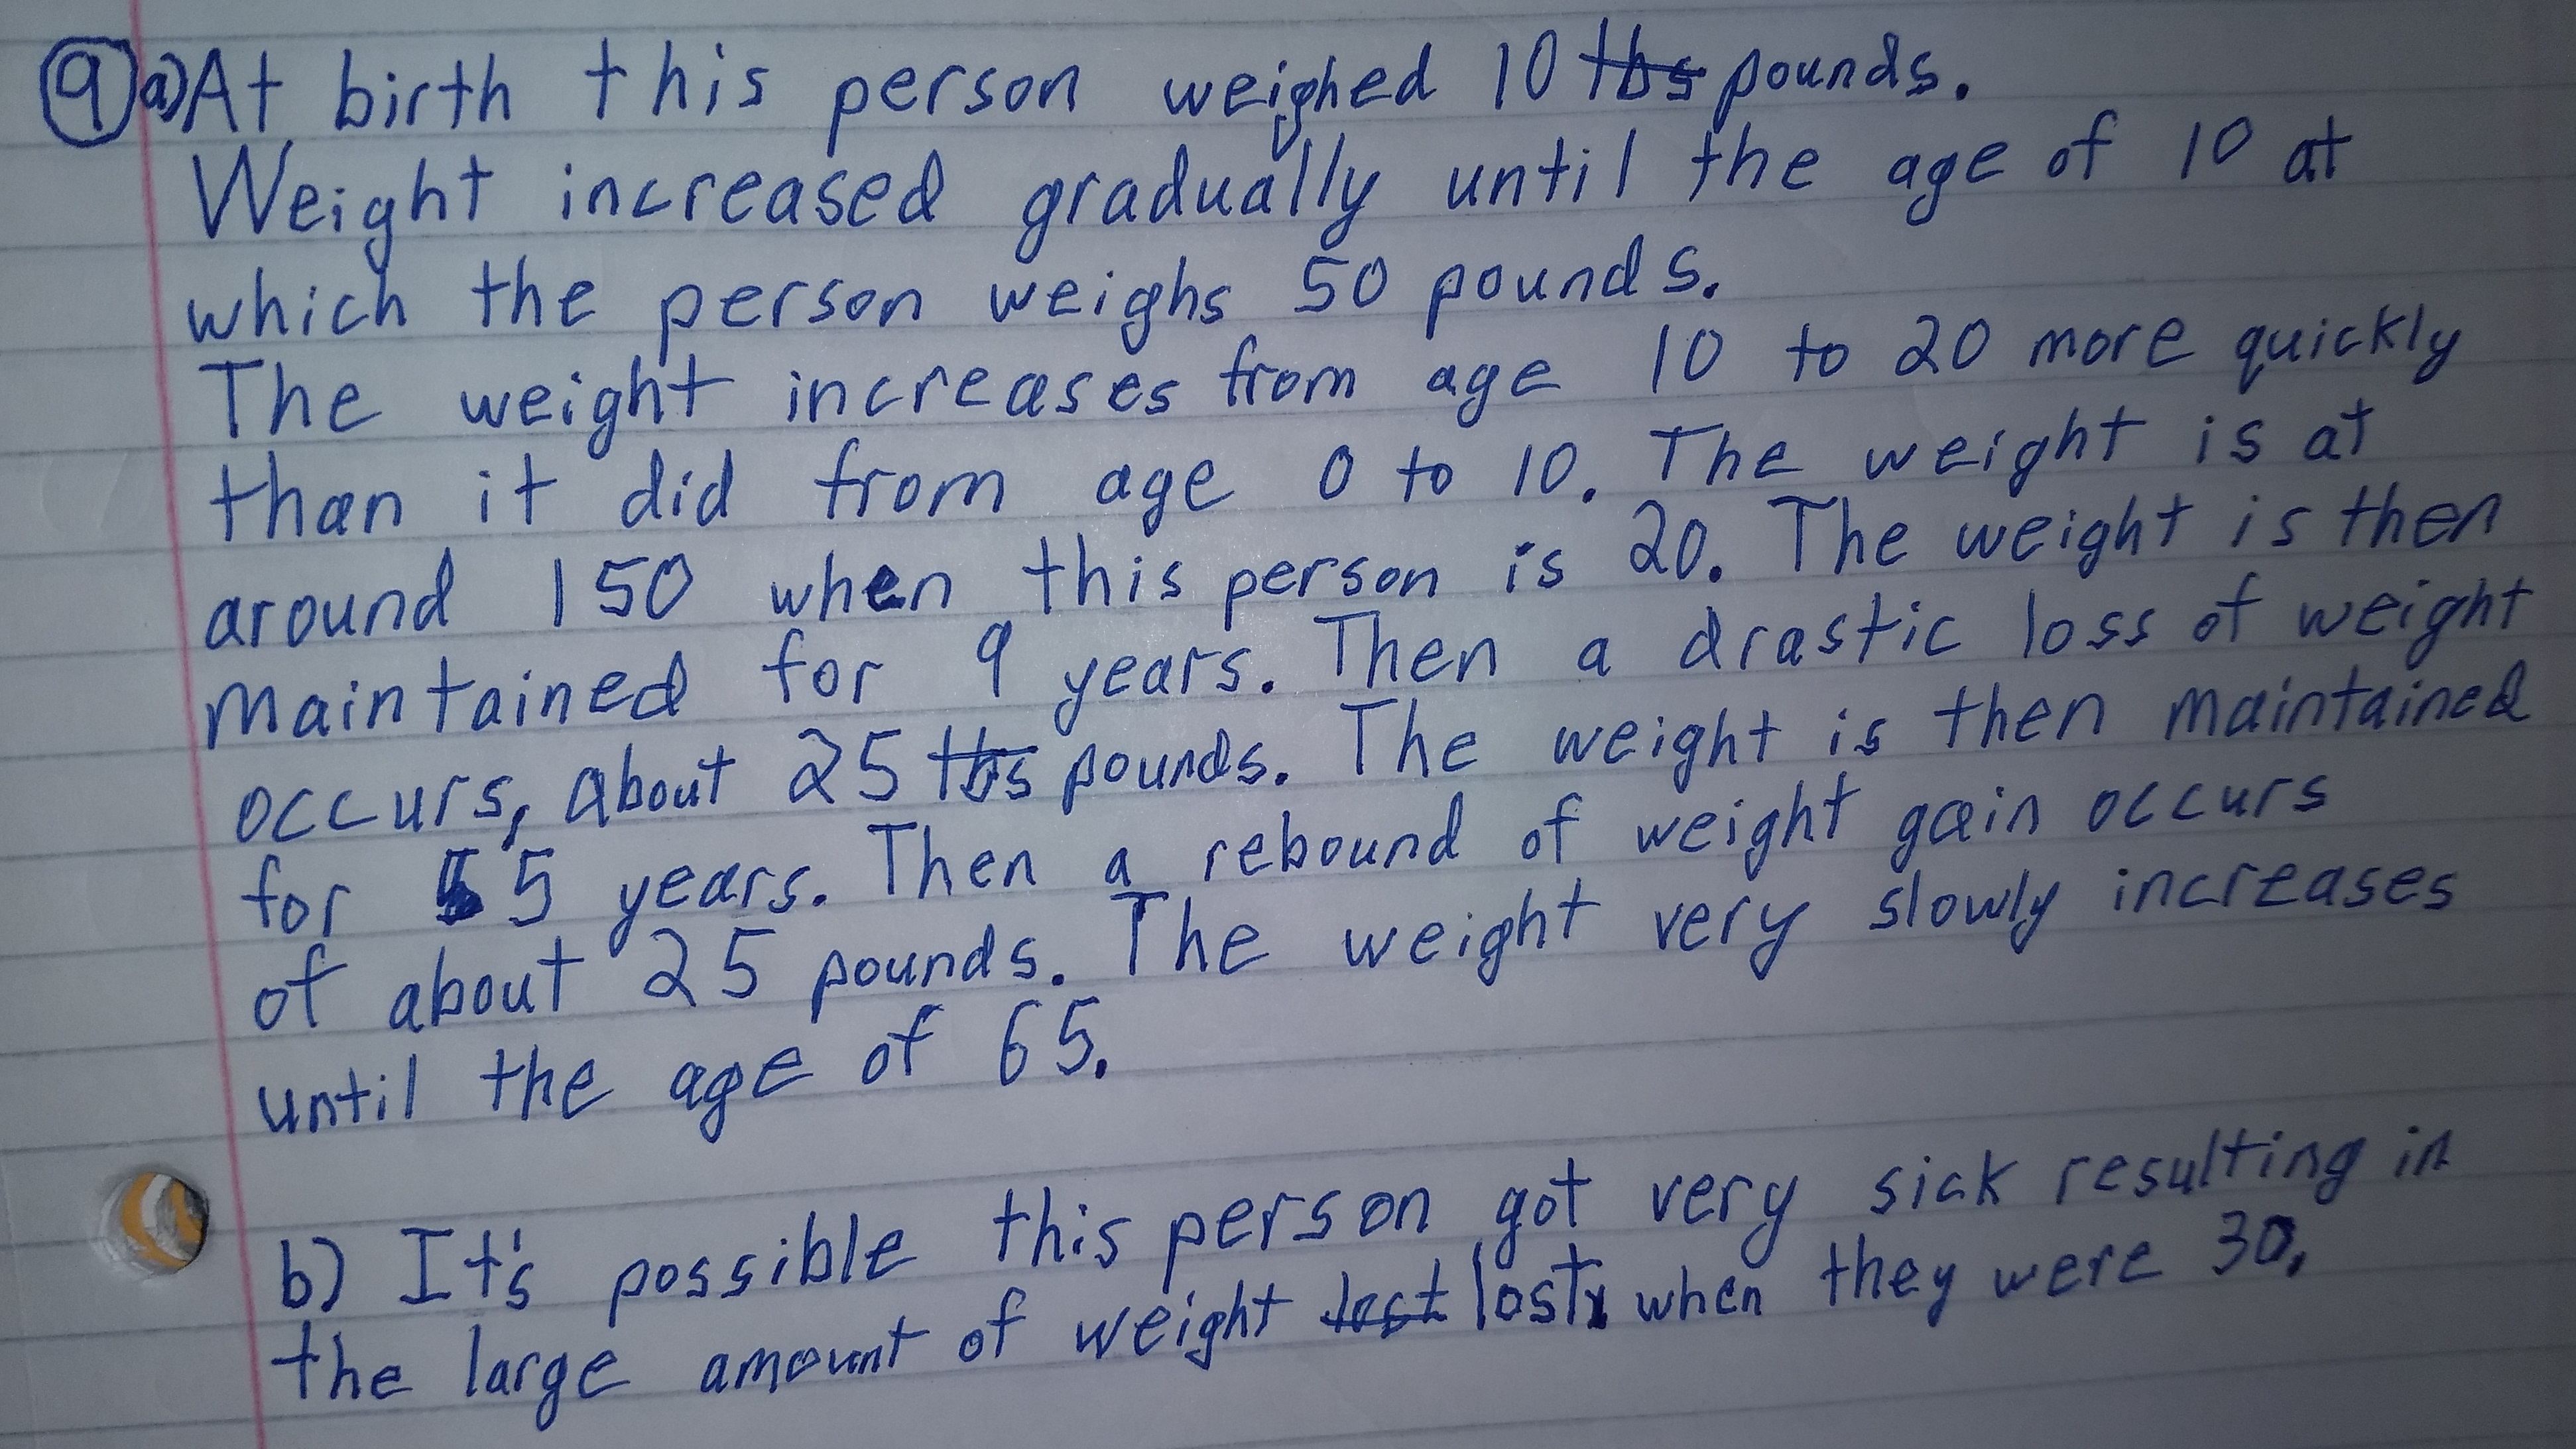 9 a) At birth this person weighed 10 lbs pounds.
Weight increased gradually until the age of 10 at
which the person weighs 50 pounds.
The weight increases from age 10 to 20 more quickly
than it did from age 0 to 10. The weight is at
around 150 when this person is 20. The weight is then
maintained for 9 years. Then a drastic loss of weight
occurs, about 25 lbs pounds. The weight is then maintained
for 5 years. Then a rebound of weight gain occurs
of about 25 pounds. The weight very slowly increases
until the age of 65.
b) It's possible this person got very sick resulting in
the large amount of weight lost when they were 30.